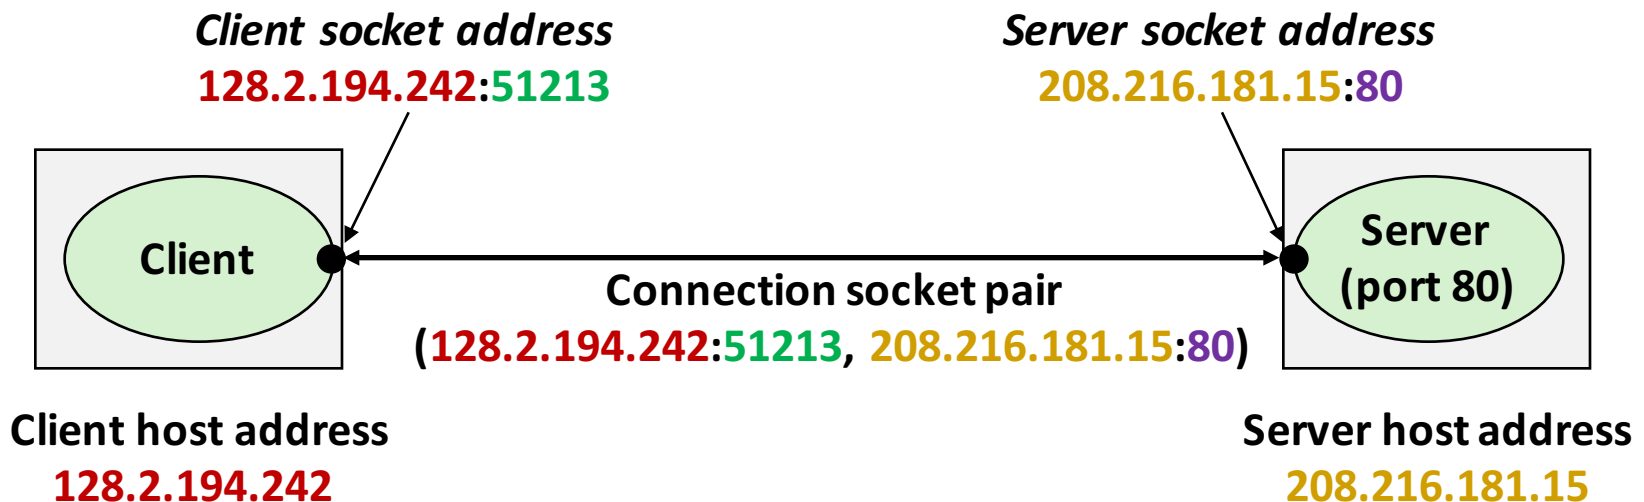 Client socket address
128.2.194.242:51213
Server socket address
208.216.181.15:80
Client
Server
(port 80)
Connection socket pair
(128.2.194.242:51213, 208.216.181.15:80)
Client host address
128.2.194.242
Server host address
208.216.181.15